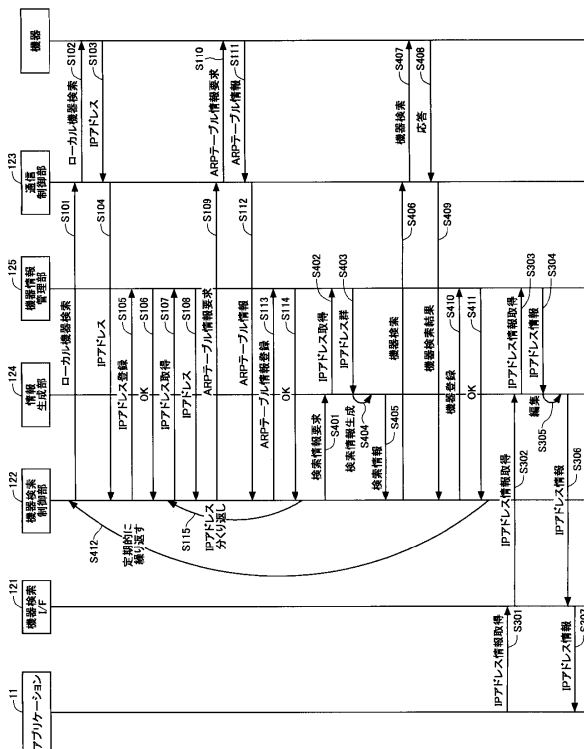 11
アプリケーション
121
機器検索
I/F
122
機器検索
制御部
124
情報
生成部
125
機器情報
管理部
123
通信
制御部
機器
ローカル機器検索
S101
ローカル機器検索
S102
IPアドレス
S103
IPアドレス
S104
IPアドレス登録
S105
OK
S106
IPアドレス取得
S107
IPアドレス
S108
ARPテーブル情報要求
S109
ARPテーブル情報要求
S110
ARPテーブル情報
S111
ARPテーブル情報
S112
ARPテーブル情報登録
S113
OK
S114
S115
IPアドレス
分くり返し
検索情報要求
S401
IPアドレス取得
S402
IPアドレス群
S403
検索情報生成
S404
検索情報
S405
機器検索
S406
機器検索
S407
応答
S408
機器検索結果
S409
機器登録
S410
OK
S411
S412
定期的に
繰り返す
IPアドレス情報取得
S301
IPアドレス情報取得
S302
IPアドレス情報取得
S303
IPアドレス情報
S304
編集
S305
IPアドレス情報
S306
IPアドレス情報
S307